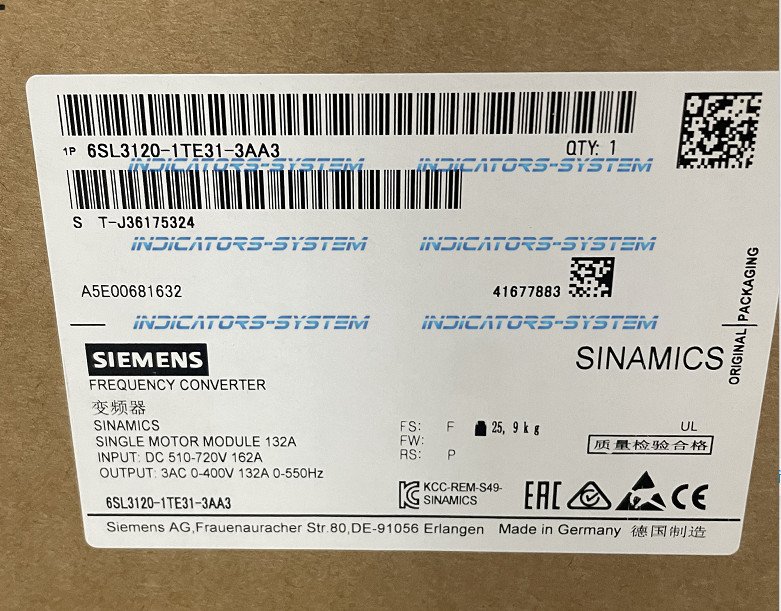 1P 6SL3120-1TE31-3AA3 QTY: 1
INDICATORS-SYSTEM INDICATORS-SYSTEM
S T-J36175324
INDICATORS-SYSTEM INDICATORS-SYSTEM
A5E00681632 41677883
INDICATORS-SYSTEM INDICATORS-SYSTEM
ORIGINAL PACKAGING
SIEMENS SINAMICS
FREQUENCY CONVERTER
变频器
SINAMICS
SINGLE MOTOR MODULE 132A
INPUT: DC 510-720V 162A
OUTPUT: 3AC 0-400V 132A 0-550Hz
FS: F 25,9 kg
FW:
RS: P
UL
质量检验合格
6SL3120-1TE31-3AA3
KCC-REM-S49-
SINAMICS
EAC CE
Siemens AG,Frauenauracher Str.80,DE-91056 Erlangen Made in Germany 德国制造